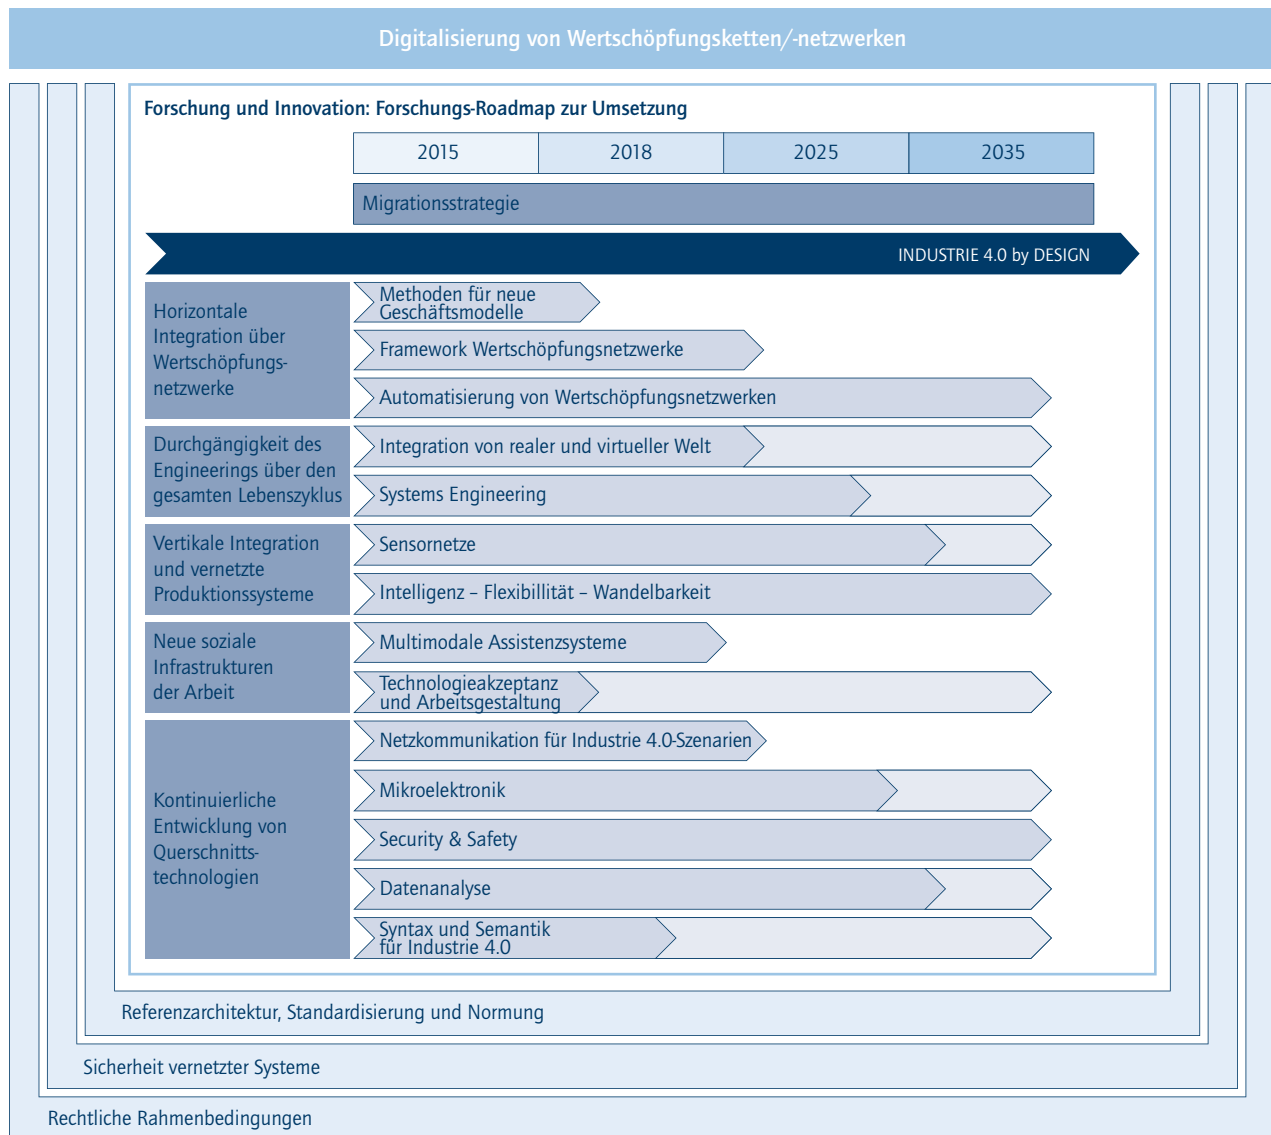 Digitalisierung von Wertschöpfungsketten/-netzwerken
Forschung und Innovation: Forschungs-Roadmap zur Umsetzung
2015 2018 2025 2035
Migrationsstrategie
INDUSTRIE 4.0 by DESIGN
Horizontale
Integration über
Wertschöpfungs-
netzwerke
Methoden für neue
Geschäftsmodelle
Framework Wertschöpfungsnetzwerke
Automatisierung von Wertschöpfungsnetzwerken
Durchgängigkeit des
Engineerings über den
gesamten Lebenszyklus
Integration von realer und virtueller Welt
Systems Engineering
Vertikale Integration
und vernetzte
Produktionssysteme
Sensornetze
Intelligenz – Flexibillität – Wandelbarkeit
Neue soziale
Infrastrukturen
der Arbeit
Multimodale Assistenzsysteme
Technologieakzeptanz
und Arbeitsgestaltung
Kontinuierliche
Entwicklung von
Querschnitts-
technologien
Netzkommunikation für Industrie 4.0-Szenarien
Mikroelektronik
Security & Safety
Datenanalyse
Syntax und Semantik
für Industrie 4.0
Referenzarchitektur, Standardisierung und Normung
Sicherheit vernetzter Systeme
Rechtliche Rahmenbedingungen